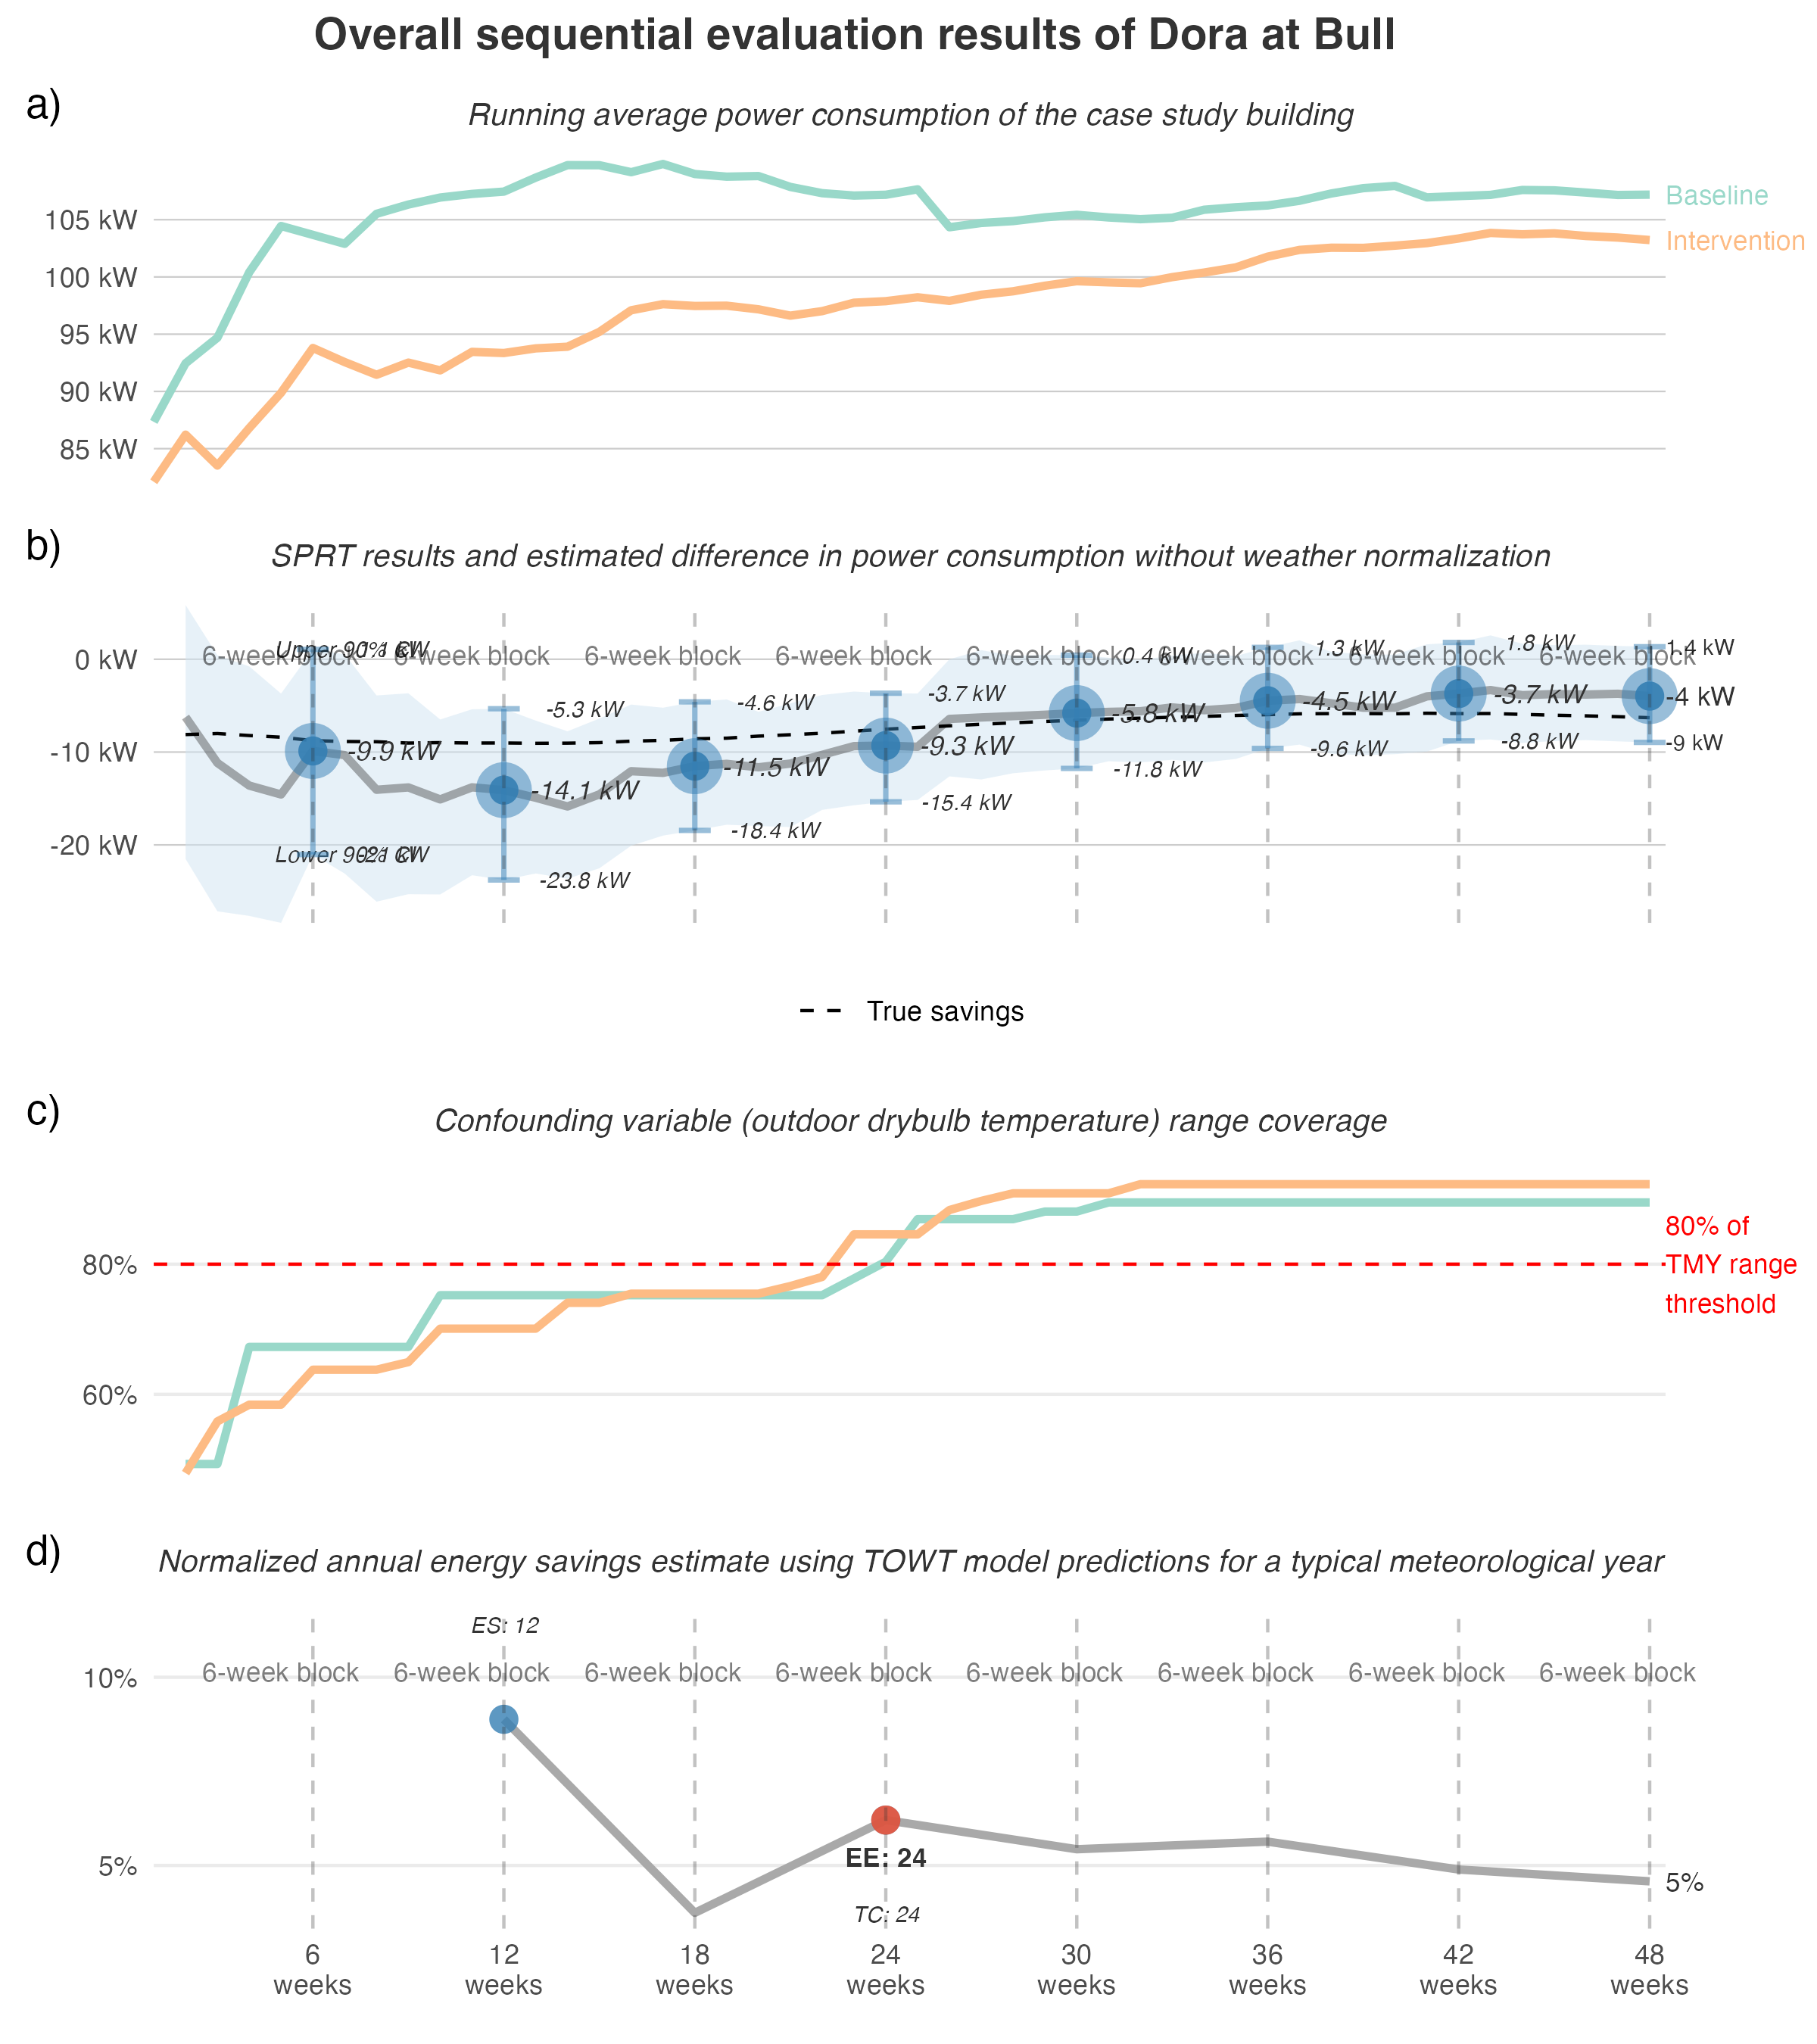 Overall sequential evaluation results of Dora at Bull
a)
Running average power consumption of the case study building
105 kW
100 kW
95 kW
90 kW
85 kW
Baseline
Intervention
b)
SPRT results and estimated difference in power consumption without weather normalization
0 kW
-10 kW
-20 kW
6-week block 6-week block 6-week block 6-week block 6-week block 6-week block 6-week block 6-week block
Upper 90% CI
-5.3 kW
-4.6 kW
-3.7 kW
0.4 kW
1.3 kW
1.8 kW
1.4 kW
-9.9 kW
-14.1 kW
-11.5 kW
-9.3 kW
-5.8 kW
-4.5 kW
-3.7 kW
-4 kW
Lower 90% CI
-23.8 kW
-18.4 kW
-15.4 kW
-11.8 kW
-9.6 kW
-8.8 kW
-9 kW
True savings
c)
Confounding variable (outdoor drybulb temperature) range coverage
80%
60%
80% of
TMY range
threshold
d)
Normalized annual energy savings estimate using TOWT model predictions for a typical meteorological year
ES: 12
10%
5%
6-week block 6-week block 6-week block 6-week block 6-week block 6-week block 6-week block 6-week block
EE: 24
TC: 24
5%
6 12 18 24 30 36 42 48
weeks weeks weeks weeks weeks weeks weeks weeks